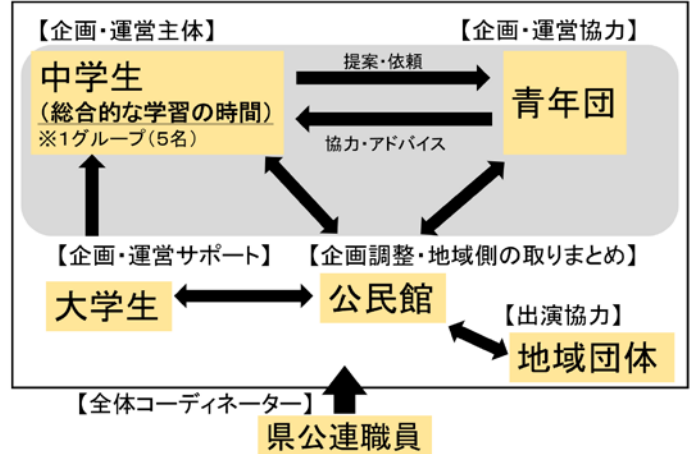 【企画・運営主体】
【企画・運営協力】
中学生
(総合的な学習の時間)
※1グループ(5名)
提案・依頼
協力・アドバイス
青年団
【企画・運営サポート】
【企画調整・地域側の取りまとめ】
大学生
公民館
【出演協力】
地域団体
【全体コーディネーター】
県公連職員